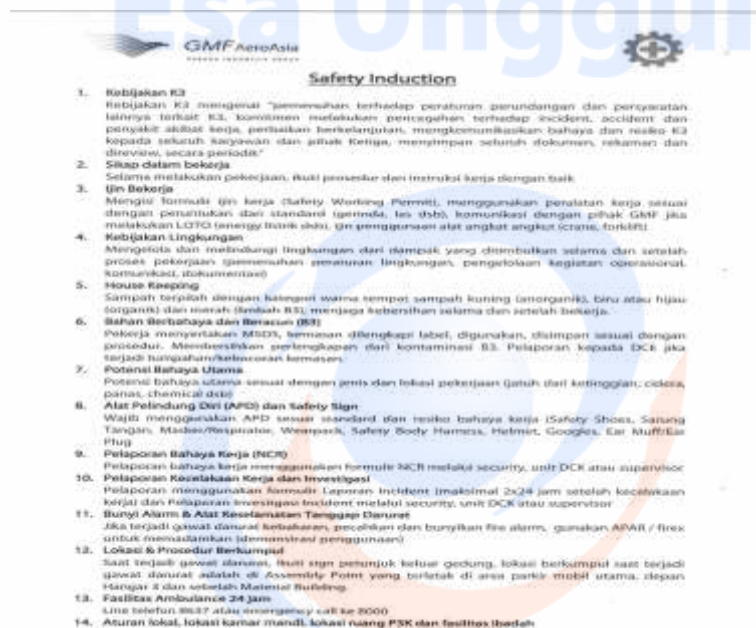 Esa Unggul
GMF AeroAsia
GARUDA INDONESIA GROUP
Safety Induction
1. Kebijakan K3
Kebijakan K3 mengenai "pemenuhan terhadap peraturan perundangan dan persyaratan
lainnya terkait K3, komitmen melakukan pencegahan terhadap incident, accident dan
penyakit akibat kerja, perbaikan berkelanjutan, mengkomunikasikan bahaya dan resiko K3
kepada seluruh karyawan dan pihak Ketiga, menyimpan seluruh dokumen, rekaman dan
direview, secara periodik"
2. Sikap dalam bekerja
Selama melakukan pekerjaan, ikuti prosedur dan instruksi kerja dengan baik
3. Ijin Bekerja
Mengisi formulir ijin kerja (Safety Working Permit), menggunakan peralatan kerja sesuai
dengan peruntukan dan standard (gerinda, las dsb), komunikasi dengan pihak GMF jika
melakukan LOTO (energy listrik dsb), ijin penggunaan alat angkat angkut (crane, forklift)
4. Kebijakan Lingkungan
Mengelola dan melindungi lingkungan dari dampak yang ditimbulkan selama dan setelah
proses pekerjaan (pemenuhan peraturan lingkungan, pengelolaan kegiatan operasional,
komunikasi, dokumentasi)
5. House Keeping
Sampah terpilah dengan kategori warna tempat sampah kuning (anorganik), biru atau hijau
(organik) dan merah (limbah B3), menjaga kebersihan selama dan setelah bekerja.
6. Bahan Berbahaya dan Beracun (B3)
Pekerja menyertakan MSDS, kemasan dilengkapi label, digunakan, disimpan sesuai dengan
prosedur. Membersihkan perlengkapan dari kontaminasi B3. Pelaporan kepada DCK jika
terjadi tumpahan/kebocoran kemasan.
7. Potensi Bahaya Utama
Potensi bahaya utama sesuai dengan jenis dan lokasi pekerjaan (jatuh dari ketinggian, cidera,
panas, chemical dsb)
8. Alat Pelindung Diri (APD) dan Safety Sign
Wajib menggunakan APD sesuai standard dan resiko bahaya kerja (Safety Shoes, Sarung
Tangan, Masker/Respirator, Wearpack, Safety Body Harness, Helmet, Googles, Ear Muff/Ear
Plug
9. Pelaporan Bahaya Kerja (NCR)
Pelaporan bahaya kerja menggunakan formulir NCR melalui security, unit DCK atau supervisor
10. Pelaporan Kecelakaan Kerja dan Investigasi
Pelaporan menggunakan formulir Laporan Incident (maksimal 2x24 jam setelah kecelakaan
kerja) dan Pelaporan Investigasi Incident melalui security, unit DCK atau supervisor
11. Bunyi Alarm & Alat Keselamatan Tanggap Darurat
Jika terjadi gawat darurat kebakaran, pecahkan dan bunyikan fire alarm, gunakan APAR / firex
untuk memadamkan (demonstrasi penggunaan)
12. Lokasi & Procedur Berkumpul
Saat terjadi gawat darurat, ikuti sign petunjuk keluar gedung, lokasi berkumpul saat terjadi
gawat darurat adalah di Assembly Point yang terletak di area parkir mobil utama, depan
Hangar 3 dan sebelah Material Building.
13. Fasilitas Ambulance 24 Jam
Line telefon 8637 atau emergency call ke 8000
14. Aturan lokal, lokasi kamar mandi, lokasi ruang P3K dan fasilitas ibadah